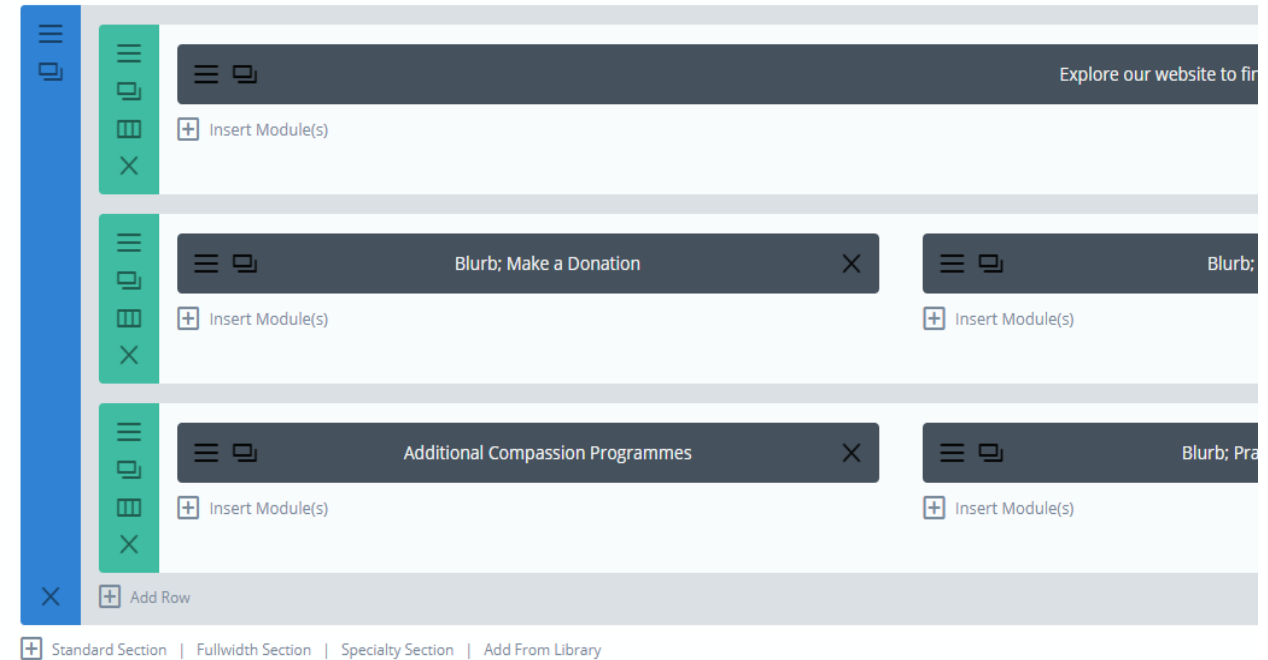 Explore our website to fin
Insert Module(s)
Blurb; Make a Donation
Blurb;
Insert Module(s)
Insert Module(s)
Additional Compassion Programmes
Blurb; Pra
Insert Module(s)
Insert Module(s)
Add Row
Standard Section | Fullwidth Section | Specialty Section | Add From Library